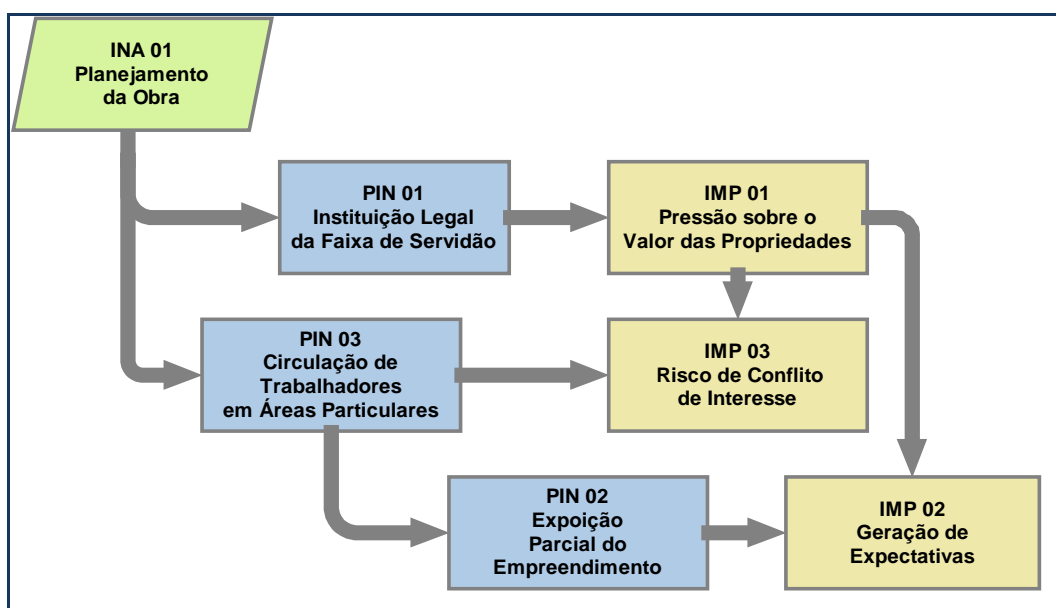 INA 01
Planejamento
da Obra
PIN 01
Instituição Legal
da Faixa de Servidão
IMP 01
Pressão sobre o
Valor das Propriedades
PIN 03
Circulação de
Trabalhadores
em Áreas Particulares
IMP 03
Risco de Conflito
de Interesse
PIN 02
Expoição
Parcial do
Empreendimento
IMP 02
Geração de
Expectativas